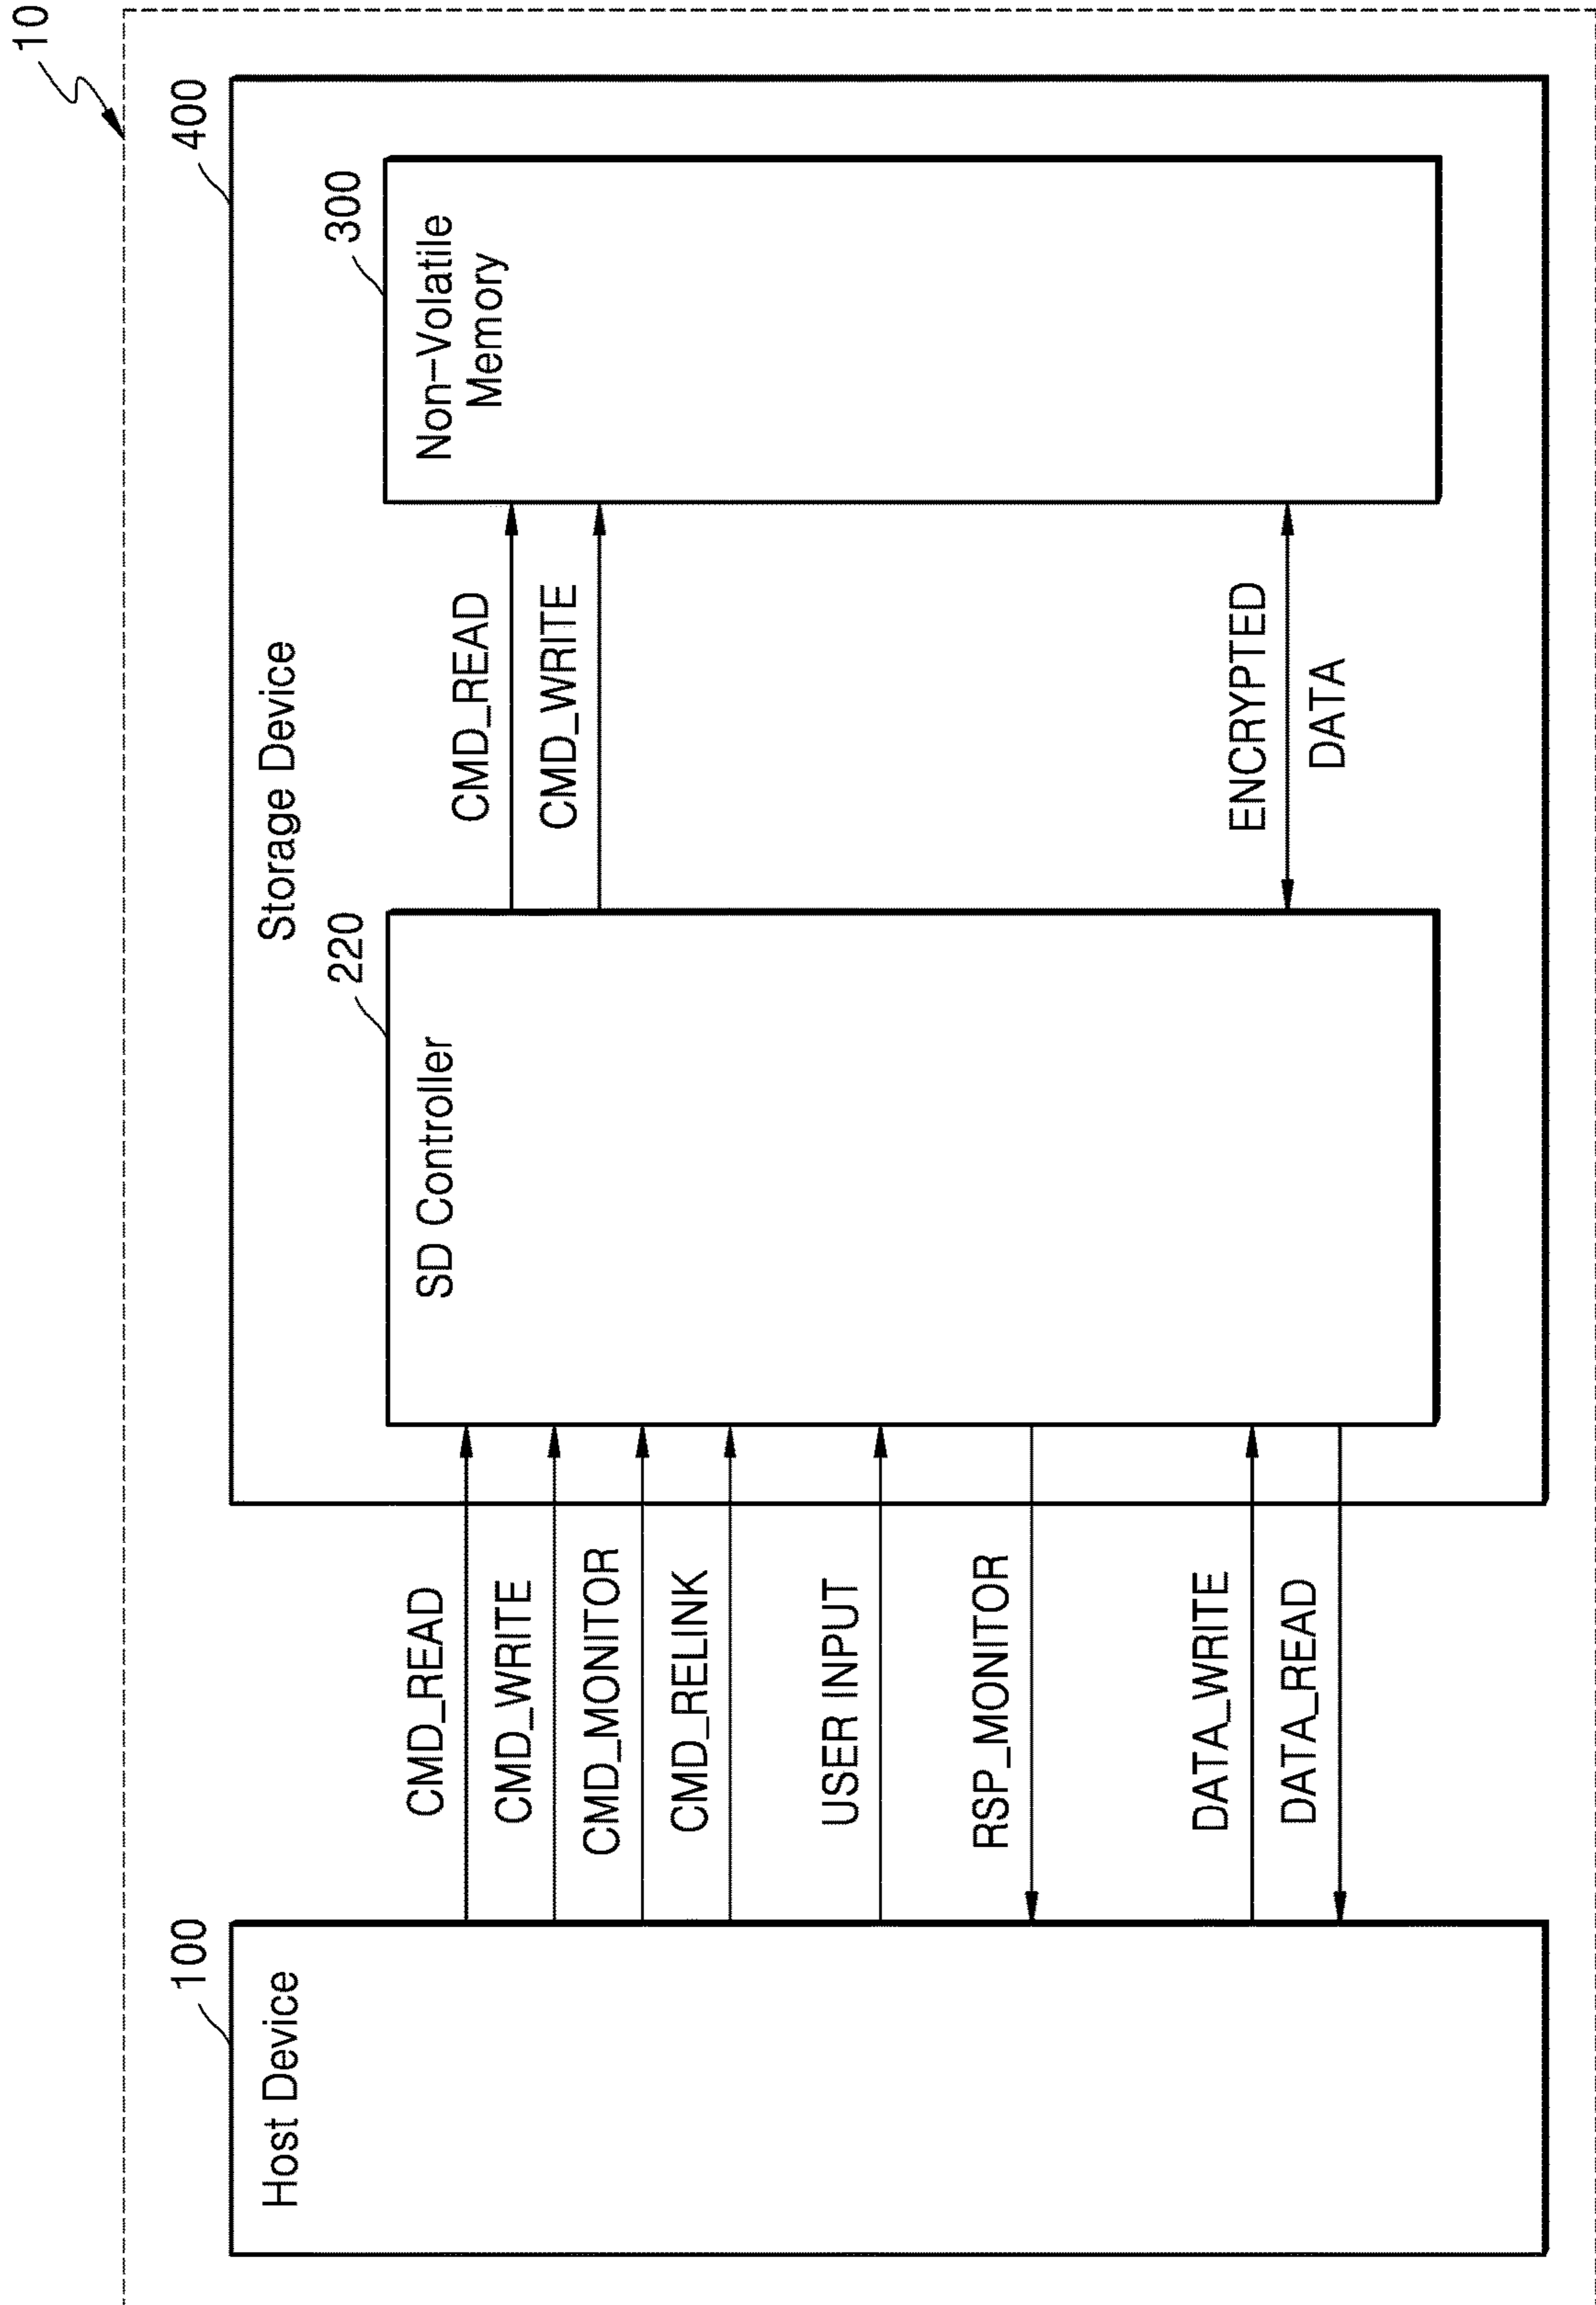 10
100
Host Device
400
Storage Device
220
SD Controller
300
Non-Volatile
Memory
CMD_READ
CMD_WRITE
CMD_MONITOR
CMD_RELINK
USER INPUT
RSP_MONITOR
DATA_WRITE
DATA_READ
CMD_READ
CMD_WRITE
ENCRYPTED
DATA